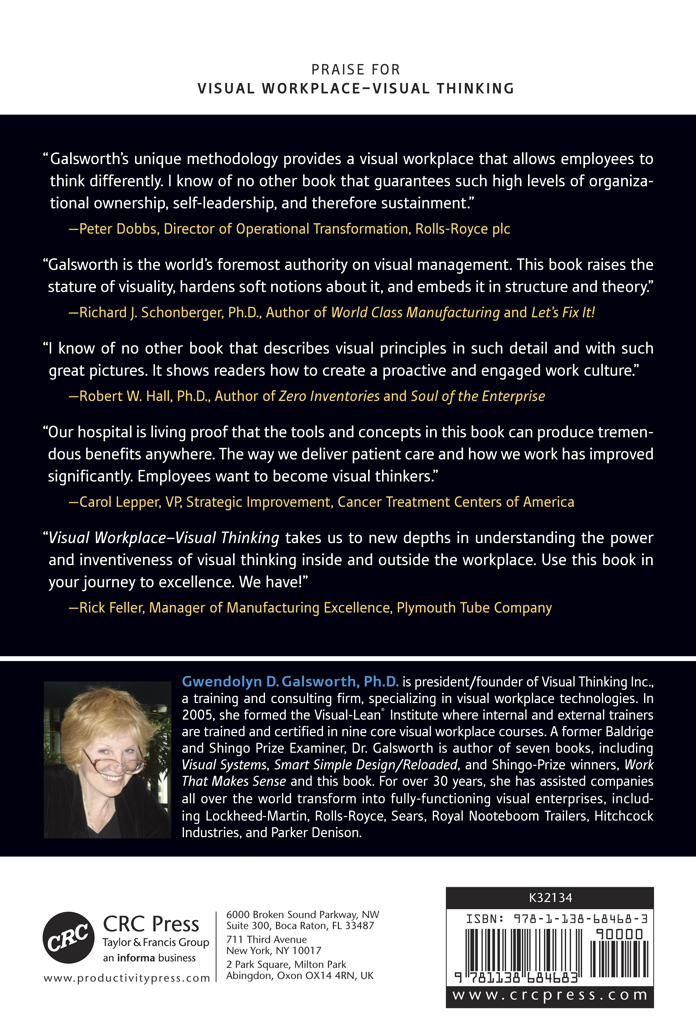 PRAISE FOR
VISUAL WORKPLACE–VISUAL THINKING
“Galsworth’s unique methodology provides a visual workplace that allows employees to
think differently. I know of no other book that guarantees such high levels of organiza-
tional ownership, self-leadership, and therefore sustainment.”
—Peter Dobbs, Director of Operational Transformation, Rolls-Royce plc
“Galsworth is the world’s foremost authority on visual management. This book raises the
stature of visuality, hardens soft notions about it, and embeds it in structure and theory.”
—Richard J. Schonberger, Ph.D., Author of World Class Manufacturing and Let’s Fix It!
“I know of no other book that describes visual principles in such detail and with such
great pictures. It shows readers how to create a proactive and engaged work culture.”
—Robert W. Hall, Ph.D., Author of Zero Inventories and Soul of the Enterprise
“Our hospital is living proof that the tools and concepts in this book can produce tremen-
dous benefits anywhere. The way we deliver patient care and how we work has improved
significantly. Employees want to become visual thinkers.”
—Carol Lepper, VP, Strategic Improvement, Cancer Treatment Centers of America
“Visual Workplace–Visual Thinking takes us to new depths in understanding the power
and inventiveness of visual thinking inside and outside the workplace. Use this book in
your journey to excellence. We have!”
—Rick Feller, Manager of Manufacturing Excellence, Plymouth Tube Company
Gwendolyn D. Galsworth, Ph.D. is president/founder of Visual Thinking Inc.,
a training and consulting firm, specializing in visual workplace technologies. In
2005, she formed the Visual-Lean® Institute where internal and external trainers
are trained and certified in nine core visual workplace courses. A former Baldrige
and Shingo Prize Examiner, Dr. Galsworth is author of seven books, including
Visual Systems, Smart Simple Design/Reloaded, and Shingo-Prize winners, Work
That Makes Sense and this book. For over 30 years, she has assisted companies
all over the world transform into fully-functioning visual enterprises, includ-
ing Lockheed-Martin, Rolls-Royce, Sears, Royal Nooteboom Trailers, Hitchcock
Industries, and Parker Denison.
CRC
CRC Press
Taylor & Francis Group
an informa business
www.productivitypress.com
6000 Broken Sound Parkway, NW
Suite 300, Boca Raton, FL 33487
711 Third Avenue
New York, NY 10017
2 Park Square, Milton Park
Abingdon, Oxon OX14 4RN, UK
K32134
ISBN: 978-1-138-68468-3
90000
9 781138 684683
www.crcpress.com